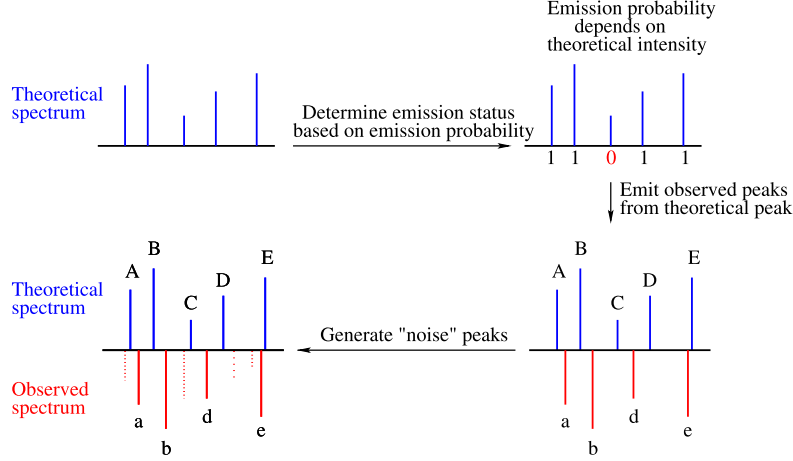 Emission probability
depends on
theoretical intensity
Theoretical
spectrum
Determine emission status
based on emission probability
1 1 0 1 1
Emit observed peaks
from theoretical peak
Theoretical
spectrum
A B C D E
A B C D E
Generate "noise" peaks
Observed
spectrum
a b d e
a b d e